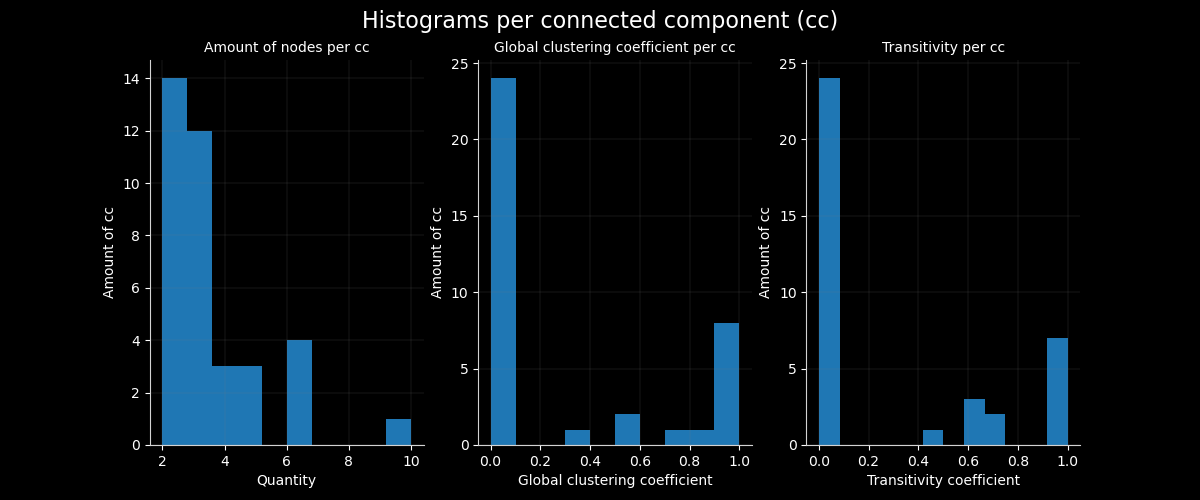 Histograms per connected component (cc)
Amount of nodes per cc
Amount of cc
14
12
10
8
6
4
2
0
2 4 6 8 10
Quantity
Global clustering coefficient per cc
Amount of cc
25
20
15
10
5
0
0.0 0.2 0.4 0.6 0.8 1.0
Global clustering coefficient
Transitivity per cc
Amount of cc
25
20
15
10
5
0
0.0 0.2 0.4 0.6 0.8 1.0
Transitivity coefficient